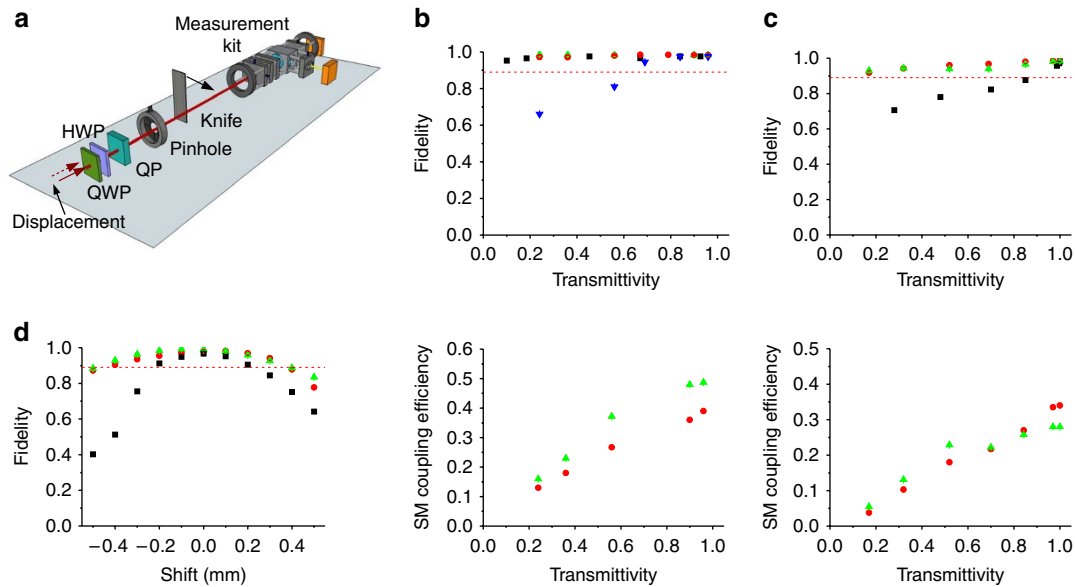 a
Measurement
kit
Knife
Pinhole
HWP
QP
QWP
Displacement
b
Fidelity
1.0
0.8
0.6
0.4
0.2
0.0
0.0 0.2 0.4 0.6 0.8 1.0
Transmittivity
c
Fidelity
1.0
0.8
0.6
0.4
0.2
0.0
0.0 0.2 0.4 0.6 0.8 1.0
Transmittivity
d
Fidelity
1.0
0.8
0.6
0.4
0.2
0.0
−0.4 −0.2 0.0 0.2 0.4
Shift (mm)
SM coupling efficiency
0.6
0.5
0.4
0.3
0.2
0.1
0.0
0.0 0.2 0.4 0.6 0.8 1.0
Transmittivity
SM coupling efficiency
0.5
0.4
0.3
0.2
0.1
0.0
0.0 0.2 0.4 0.6 0.8 1.0
Transmittivity